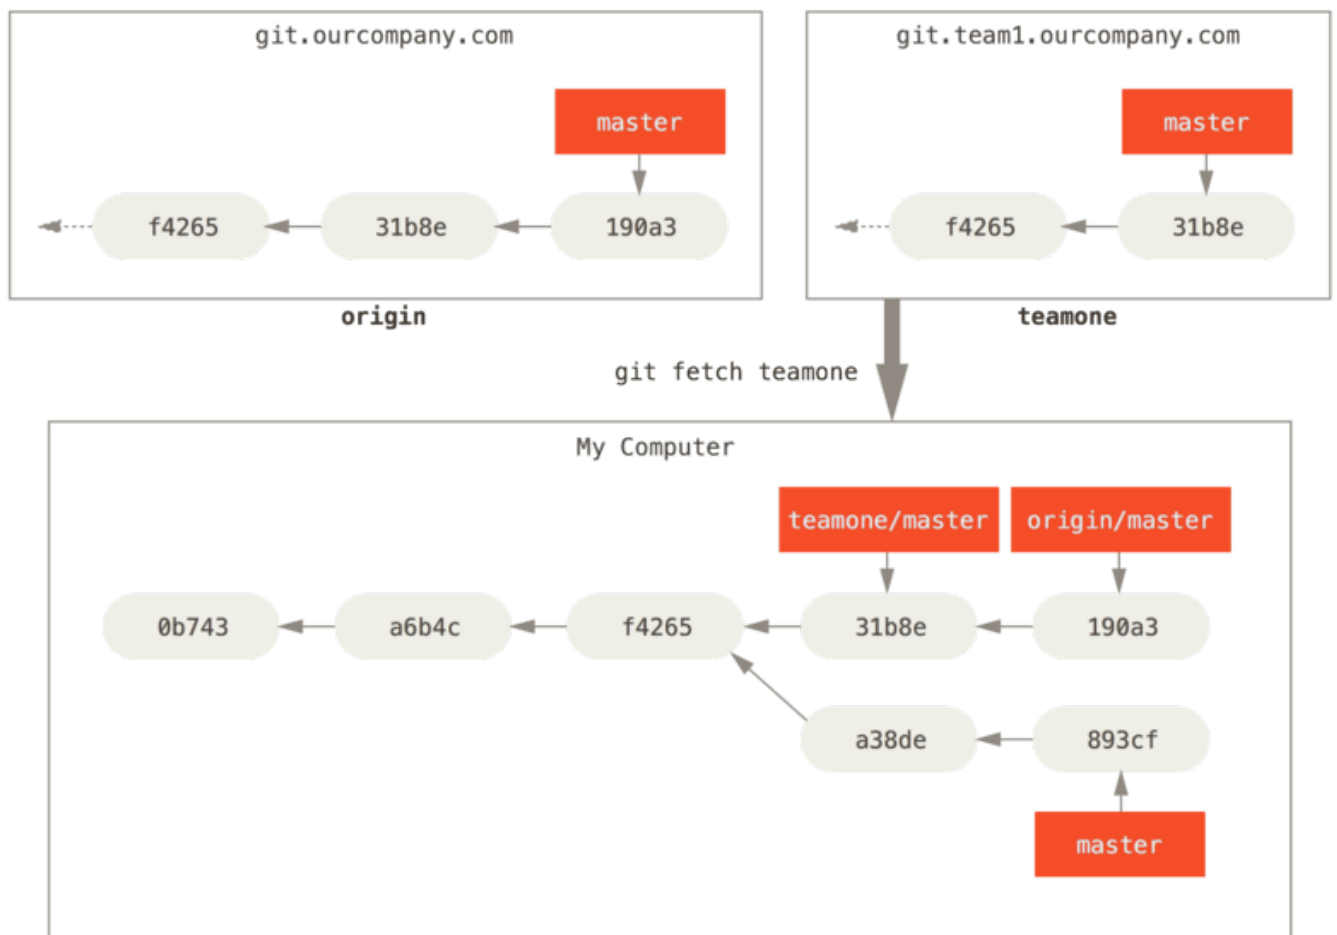 git.ourcompany.com
master
f4265
31b8e
190a3
origin
git.team1.ourcompany.com
master
f4265
31b8e
teamone
git fetch teamone
My Computer
teamone/master
origin/master
0b743
a6b4c
f4265
31b8e
190a3
a38de
893cf
master